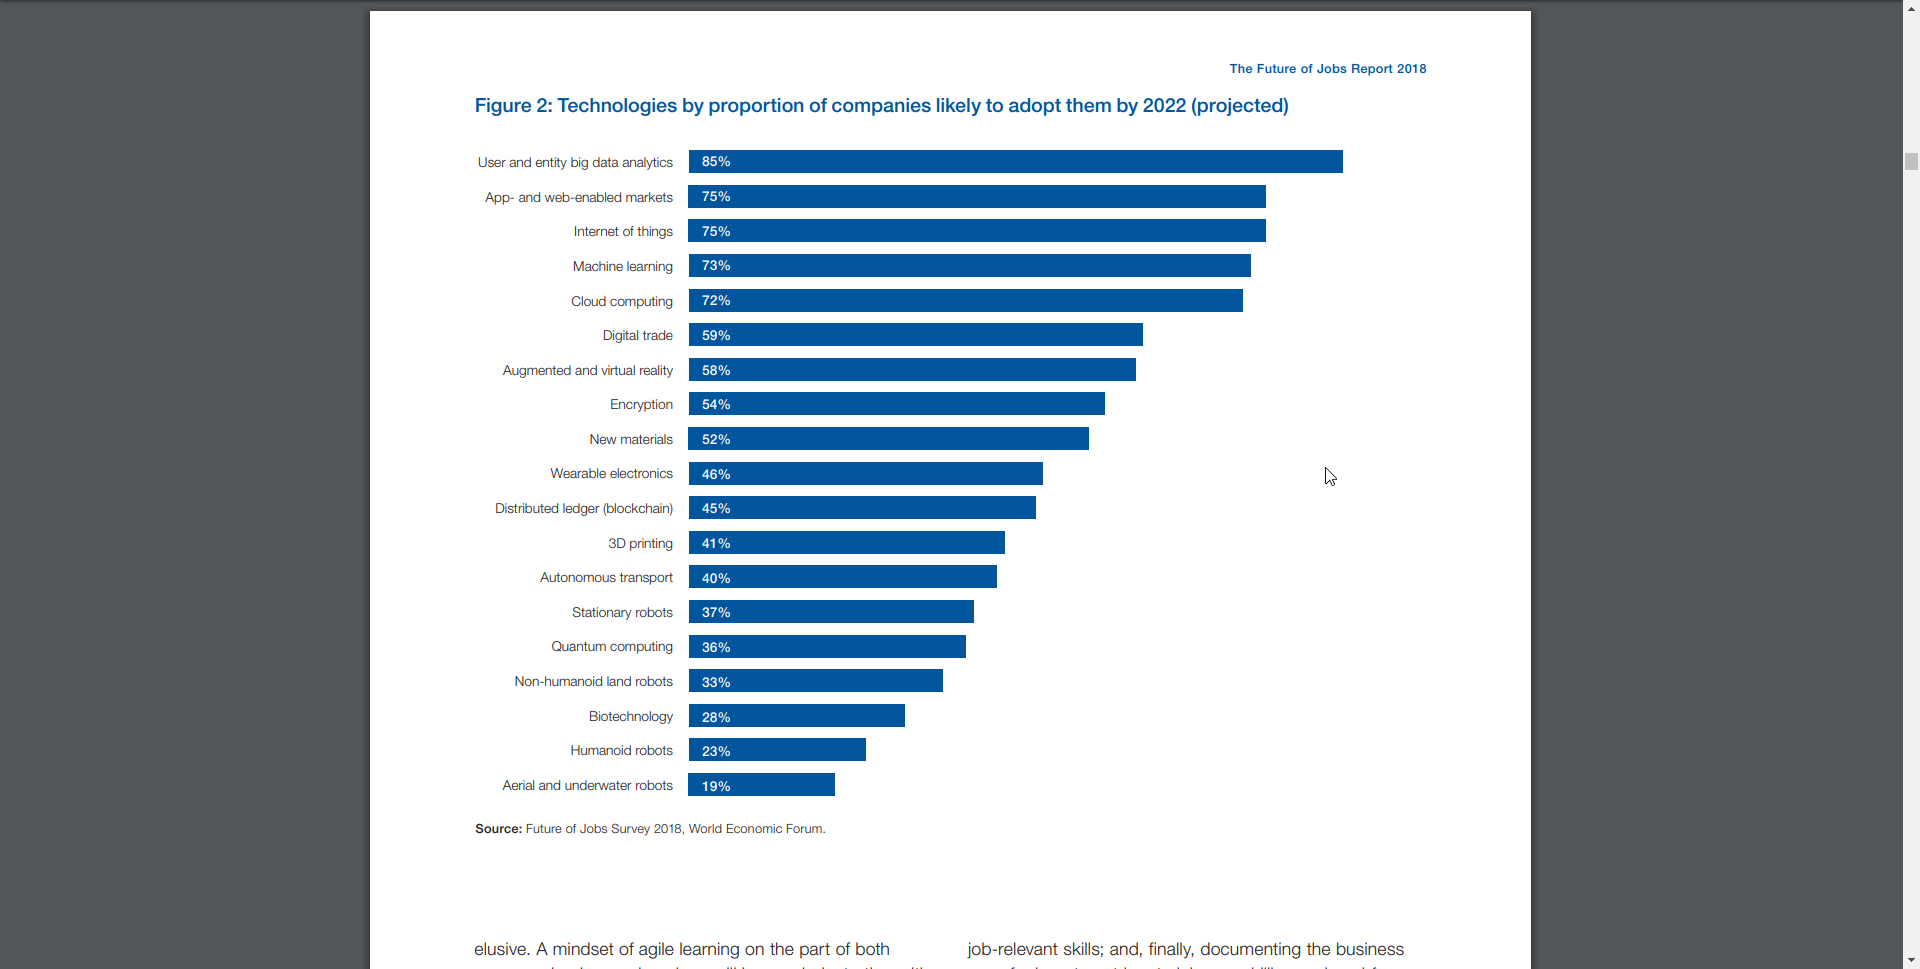 The Future of Jobs Report 2018
Figure 2: Technologies by proportion of companies likely to adopt them by 2022 (projected)
User and entity big data analytics 85%
App- and web-enabled markets 75%
Internet of things 75%
Machine learning 73%
Cloud computing 72%
Digital trade 59%
Augmented and virtual reality 58%
Encryption 54%
New materials 52%
Wearable electronics 46%
Distributed ledger (blockchain) 45%
3D printing 41%
Autonomous transport 40%
Stationary robots 37%
Quantum computing 36%
Non-humanoid land robots 33%
Biotechnology 28%
Humanoid robots 23%
Aerial and underwater robots 19%
Source: Future of Jobs Survey 2018, World Economic Forum.
elusive. A mindset of agile learning on the part of both
job-relevant skills; and, finally, documenting the business